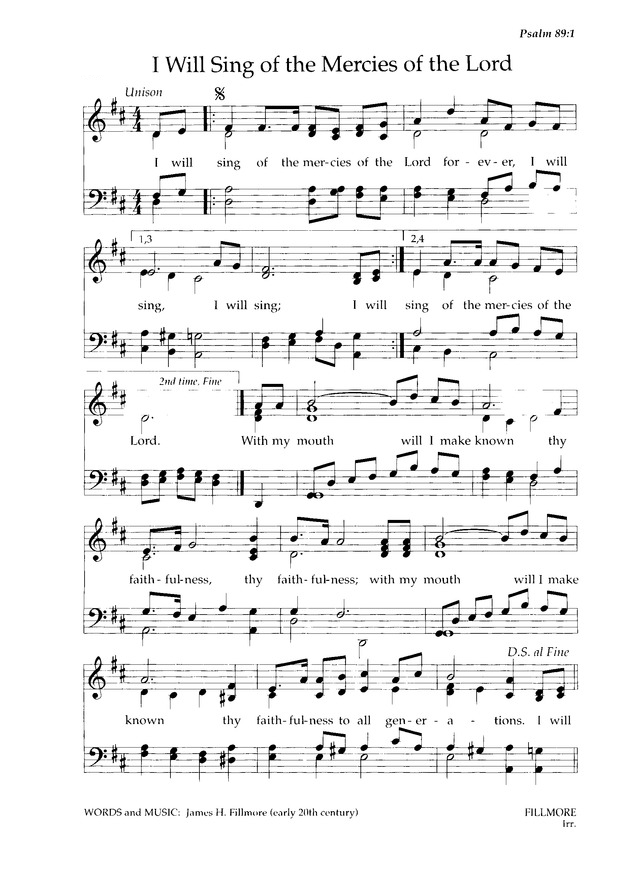 Psalm 89:1
I Will Sing of the Mercies of the Lord
Unison
I will sing of the mer-cies of the Lord for - ev - er, I will
1,3
2,4
sing, I will sing; I will sing of the mer-cies of the
2nd time, Fine
Lord. With my mouth will I make known thy
faith - ful-ness, thy faith - ful-ness; with my mouth will I make
D.S. al Fine
known thy faith - ful-ness to all gen - er - a - tions. I will
WORDS and MUSIC: James H. Fillmore (early 20th century)
FILLMORE
Irr.